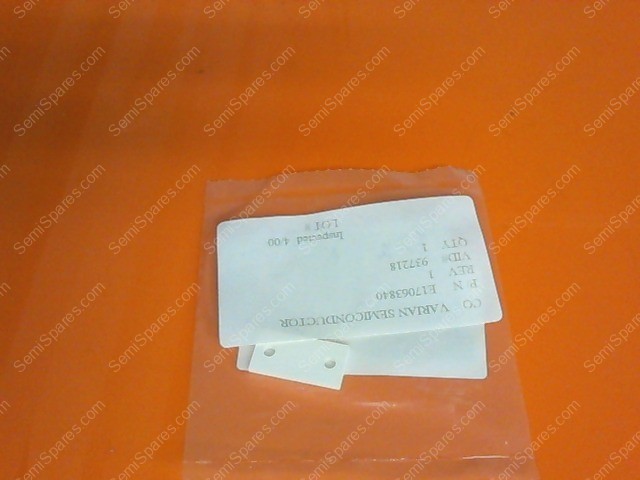 CO VARIAN SEMICONDUCTOR
P/N E17063840
REV 1
VID# 937218
QTY 1
Inspected 4/00
LOT #
SemiSpares.com